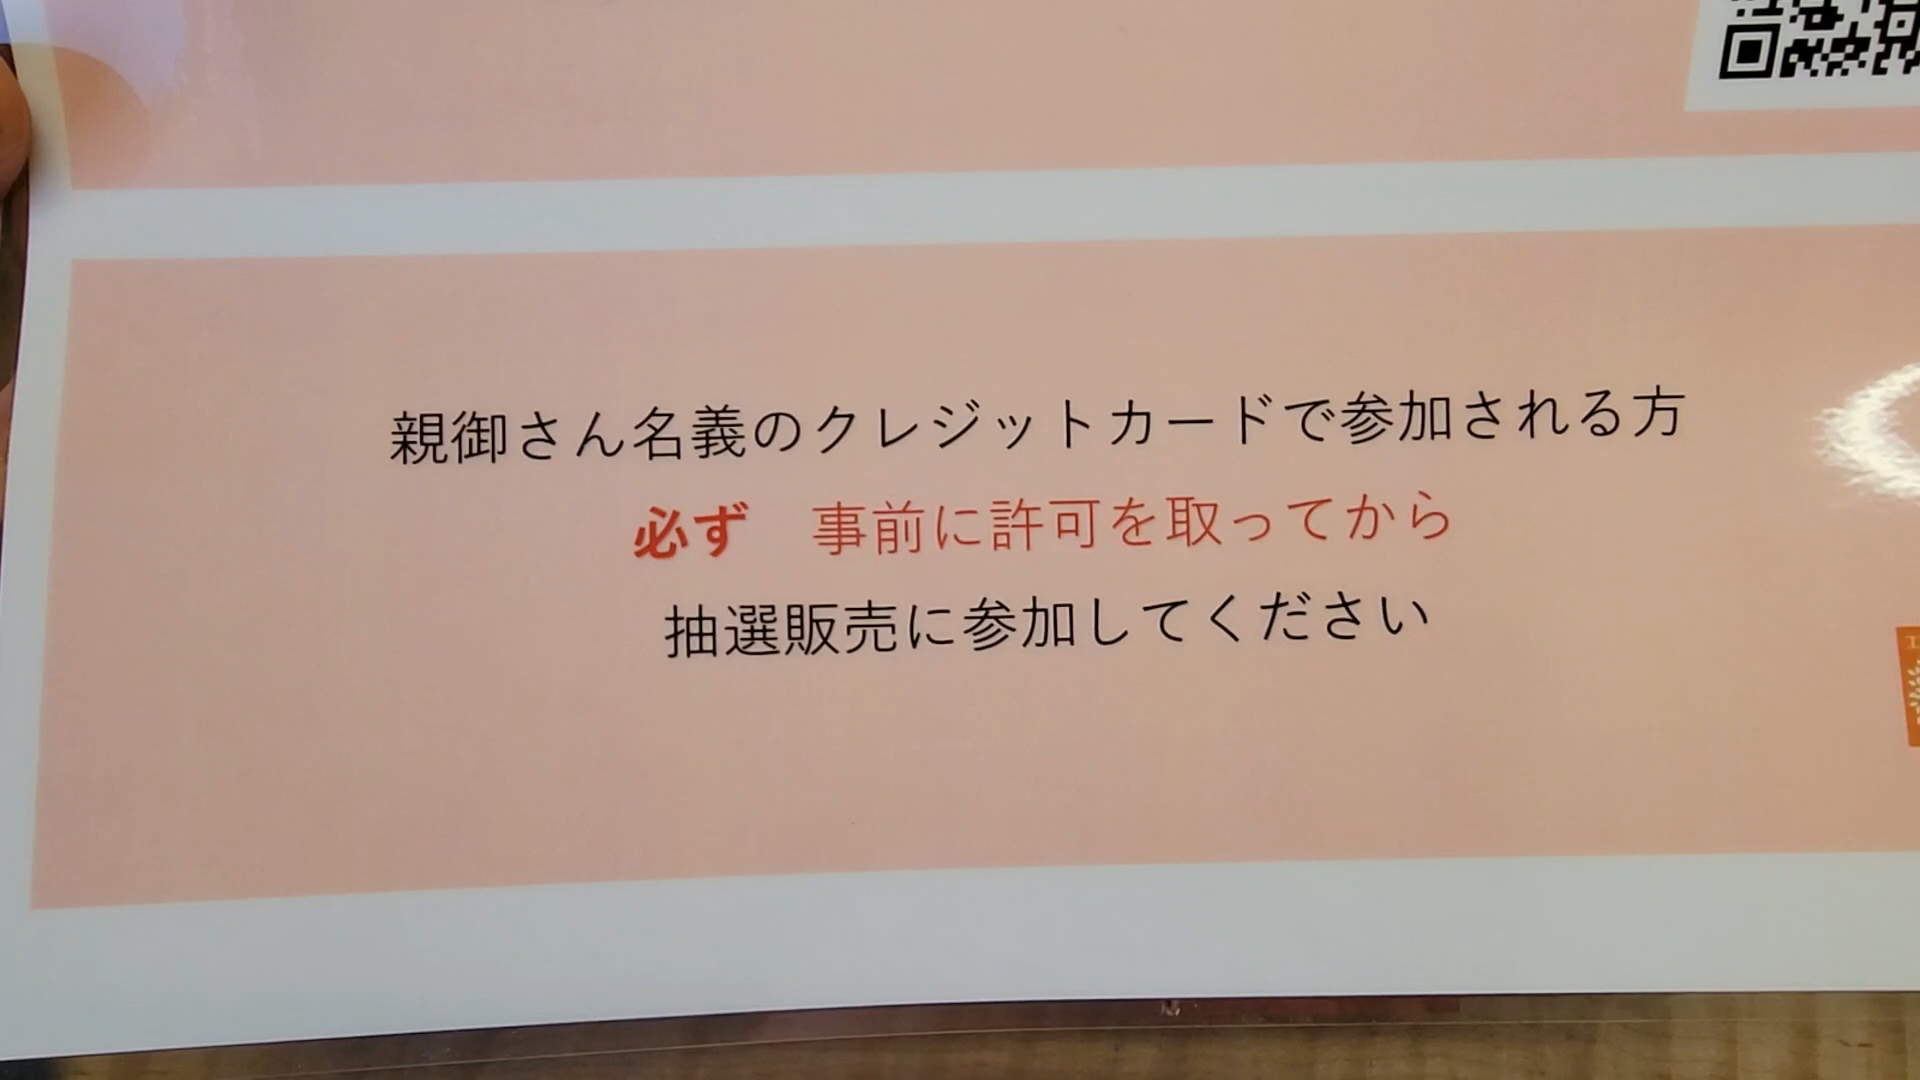 親御さん名義のクレジットカードで参加される方
必ず　事前に許可を取ってから
抽選販売に参加してください